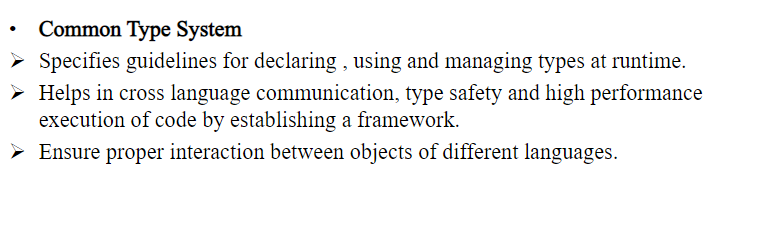 • Common Type System
➢ Specifies guidelines for declaring , using and managing types at runtime.
➢ Helps in cross language communication, type safety and high performance
execution of code by establishing a framework.
➢ Ensure proper interaction between objects of different languages.